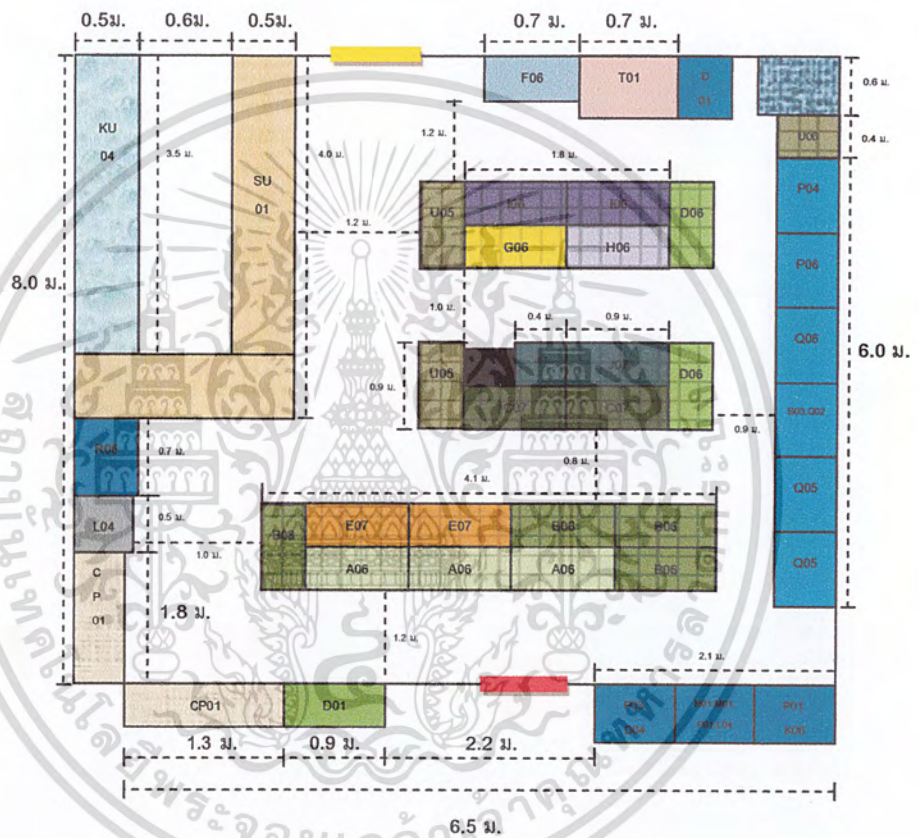 0.5ม. 0.6ม. 0.5ม. 0.7 ม. 0.7 ม.
F06 T01 D
01
0.6 ม.
KU
04
SU
01
3.5 ม. 4.0 ม. 1.2 ม.
0.4 ม.
1.8 ม.
U05 D06 P04
1.2 ม.
G06 H06
P06
8.0 ม.
1.0 ม. 0.4 ม. 0.9 ม.
Q06
6.0 ม.
0.9 ม. U05 D06
C07
0.9 ม.
R08 0.7 ม. 0.8 ม.
4.1 ม.
Q05
L04 0.5 ม.
1.0 ม.
E07 E07 B06
A06 A06 A06 B06
Q05
C
P
01
1.8 ม. 1.2 ม. 2.1 ม.
CP01 D01
P01
1.3 ม. 0.9 ม. 2.2 ม.
6.5 ม.